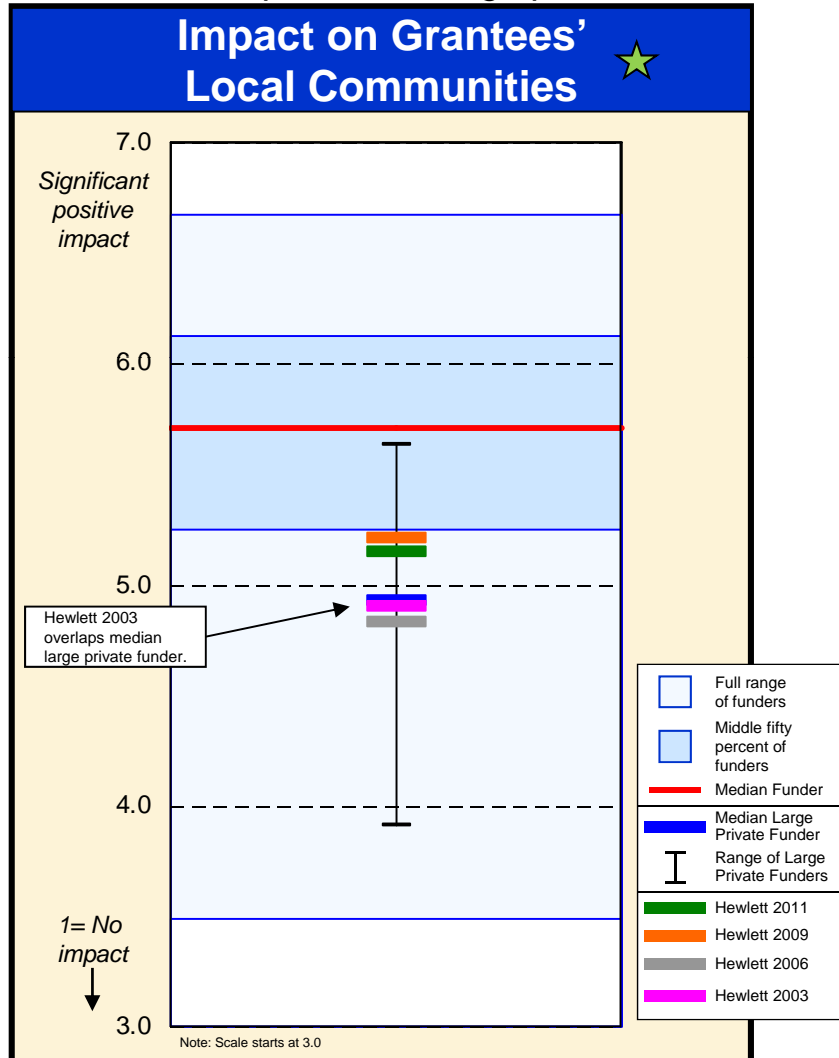 Impact on Grantees’
Local Communities
7.0
Significant
positive
impact
6.0
5.0
Hewlett 2003
overlaps median
large private funder.
4.0
1= No
impact
3.0
Note: Scale starts at 3.0
Full range
of funders
Middle fifty
percent of
funders
Median Funder
Median Large
Private Funder
Range of Large
Private Funders
Hewlett 2011
Hewlett 2009
Hewlett 2006
Hewlett 2003